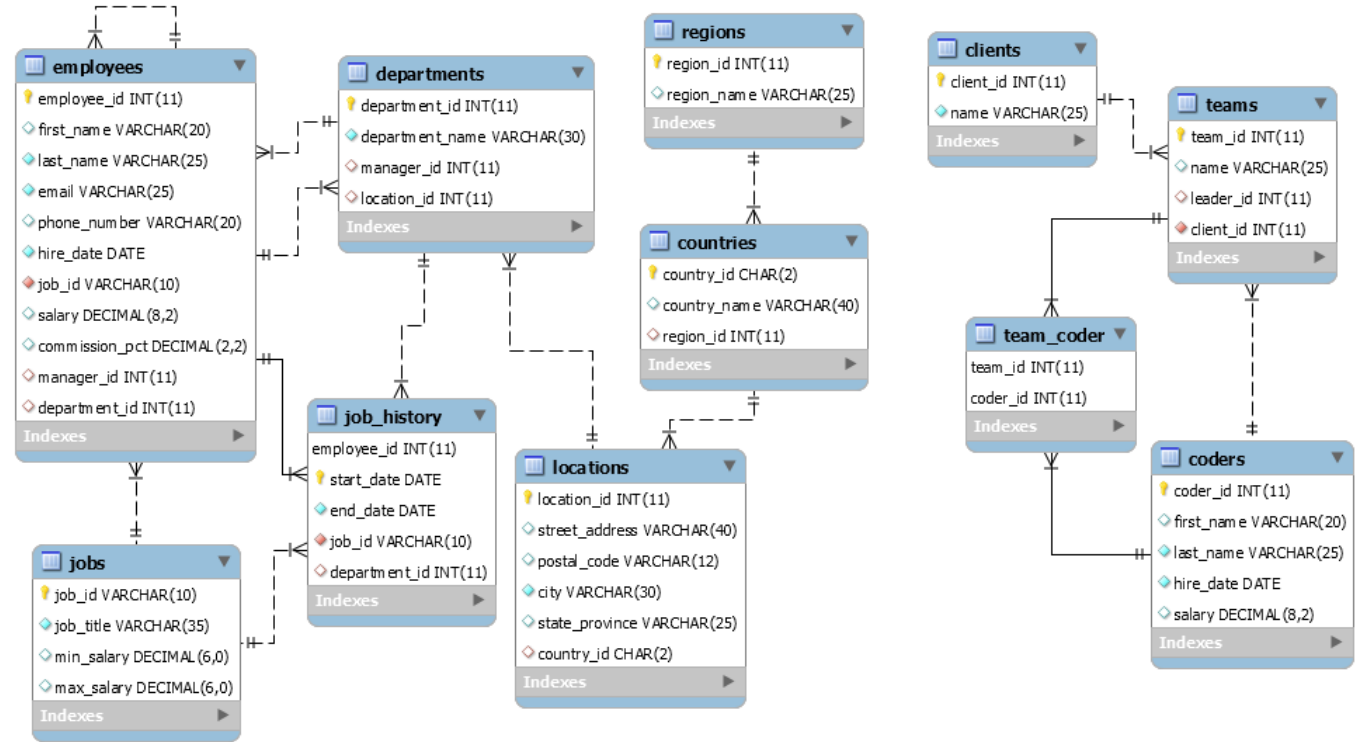 employees
employee_id INT(11)
first_name VARCHAR(20)
last_name VARCHAR(25)
email VARCHAR(25)
phone_number VARCHAR(20)
hire_date DATE
job_id VARCHAR(10)
salary DECIMAL(8,2)
commission_pct DECIMAL(2,2)
manager_id INT(11)
department_id INT(11)
Indexes
departments
department_id INT(11)
department_name VARCHAR(30)
manager_id INT(11)
location_id INT(11)
Indexes
regions
region_id INT(11)
region_name VARCHAR(25)
Indexes
clients
client_id INT(11)
name VARCHAR(25)
Indexes
teams
team_id INT(11)
name VARCHAR(25)
leader_id INT(11)
client_id INT(11)
Indexes
countries
country_id CHAR(2)
country_name VARCHAR(40)
region_id INT(11)
Indexes
team_coder
team_id INT(11)
coder_id INT(11)
Indexes
job_history
employee_id INT(11)
start_date DATE
end_date DATE
job_id VARCHAR(10)
department_id INT(11)
Indexes
locations
location_id INT(11)
street_address VARCHAR(40)
postal_code VARCHAR(12)
city VARCHAR(30)
state_province VARCHAR(25)
country_id CHAR(2)
Indexes
coders
coder_id INT(11)
first_name VARCHAR(20)
last_name VARCHAR(25)
hire_date DATE
salary DECIMAL(8,2)
Indexes
jobs
job_id VARCHAR(10)
job_title VARCHAR(35)
min_salary DECIMAL(6,0)
max_salary DECIMAL(6,0)
Indexes